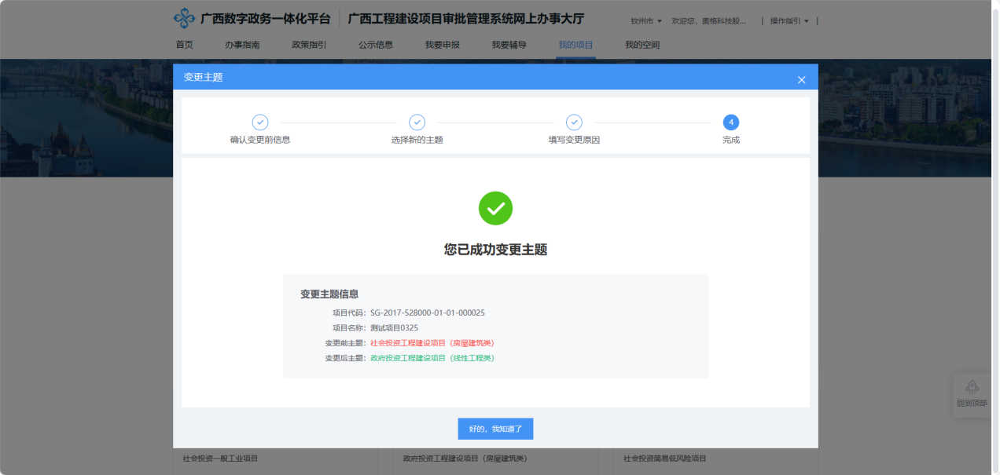 广西数字政务一体化平台 广西工程建设项目审批管理系统网上办事大厅
钦州市 欢迎您，奥格科技股... | 操作指引 |
首页 办事指南 政策指引 公示信息 我要申报 我要辅导 我的项目 我的空间
变更主题
4
确认变更前信息 选择新的主题 填写变更原因 完成
您已成功变更主题
变更主题信息
项目代码：SG-2017-528000-01-01-000025
项目名称：测试项目0325
变更前主题：社会投资工程建设项目（房屋建筑类）
变更后主题：政府投资工程建设项目（线性工程类）
回到顶部
好的，我知道了
社会投资一般工业项目 政府投资工程建设项目（房屋建筑类） 社会投资简易低风险项目